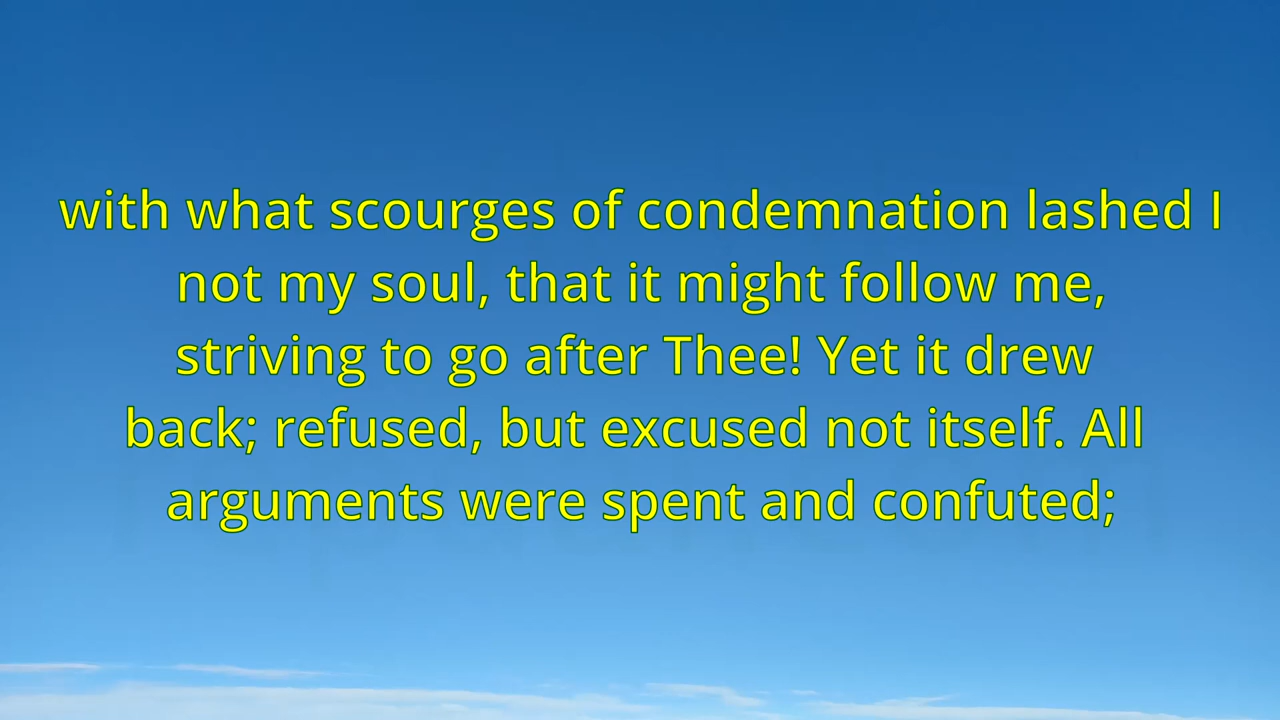 with what scourges of condemnation lashed I
not my soul, that it might follow me,
striving to go after Thee! Yet it drew
back; refused, but excused not itself. All
arguments were spent and confuted;